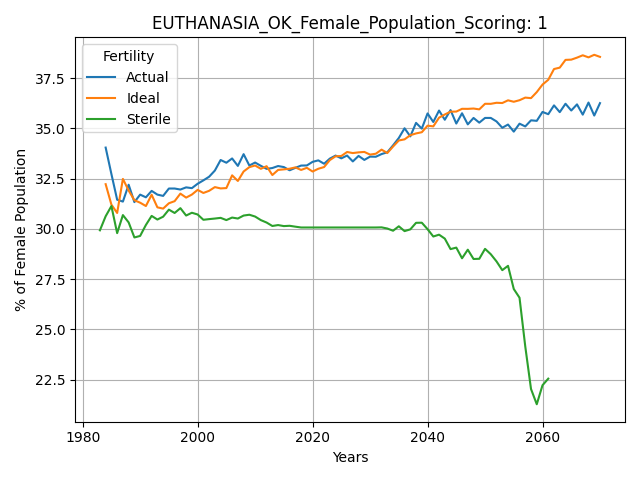 EUTHANASIA_OK_Female_Population_Scoring: 1
Fertility
Actual
Ideal
Sterile
% of Female Population
37.5
35.0
32.5
30.0
27.5
25.0
22.5
1980
2000
2020
2040
2060
Years